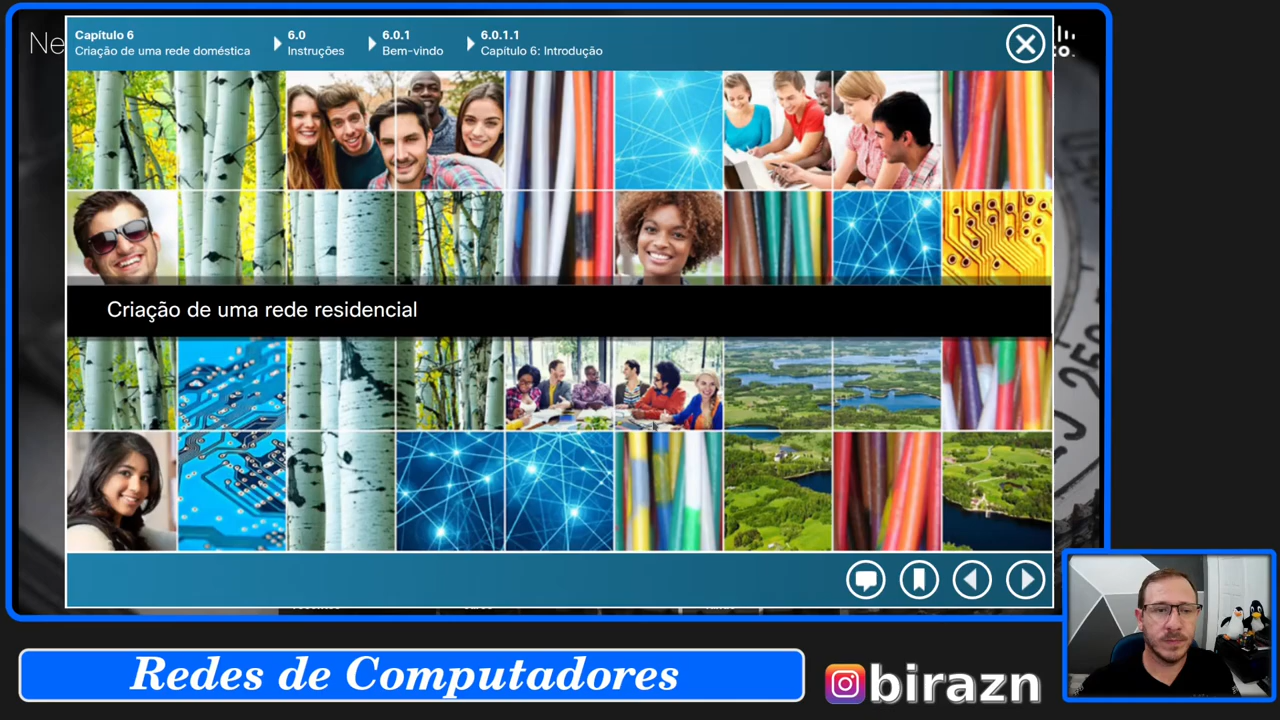 Ne
Capítulo 6
Criação de uma rede doméstica
6.0
Instruções
6.0.1
Bem-vindo
6.0.1.1
Capítulo 6: Introdução
Criação de uma rede residencial
Redes de Computadores
birazn